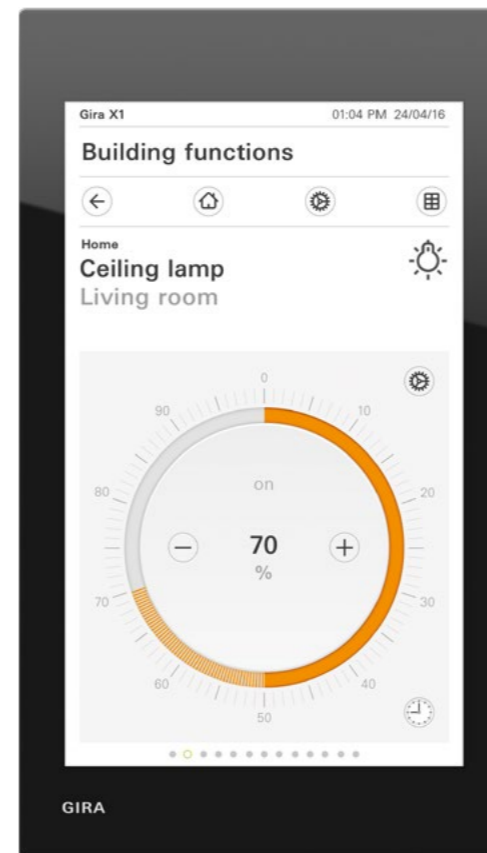 Gira X1 01:04 PM 24/04/16
Building functions
Home
Ceiling lamp
Living room
0
90 10
on
80 20
70
%
70 30
60 40
50
GIRA